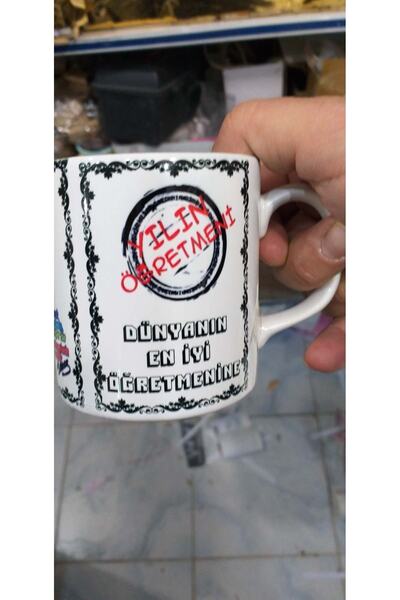 YILIN
ÖĞRETMENİ
DÜNYANIN
EN İYİ
ÖĞRETMENİNE